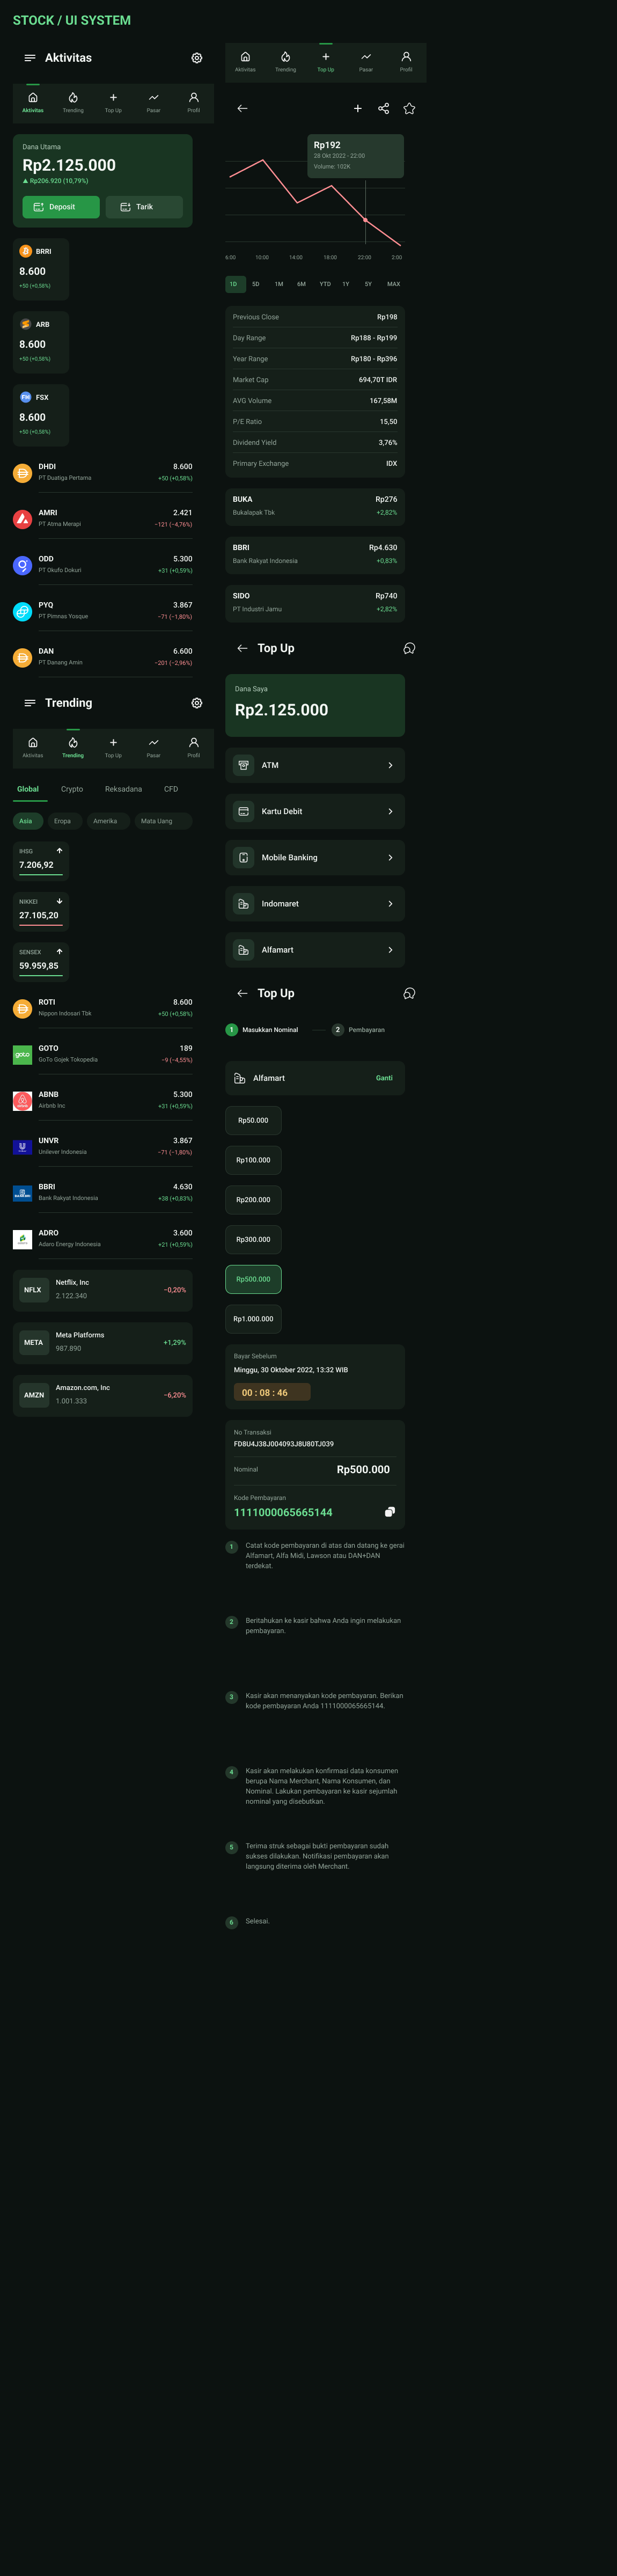 STOCK / UI SYSTEM
Aktivitas
Aktivitas Trending Top Up Pasar Profil
Dana Utama
Rp2.125.000
▲ Rp206.920 (10,79%)
Deposit Tarik
BRRI
8.600
+50 (+0,58%)
ARB
8.600
+50 (+0,58%)
FSX
8.600
+50 (+0,58%)
DHDI 8.600
PT Duatiga Pertama +50 (+0,58%)
AMRI 2.421
PT Atma Merapi −121 (−4,76%)
ODD 5.300
PT Okufo Dokuri +31 (+0,59%)
PYQ 3.867
PT Pimnas Yosque −71 (−1,80%)
DAN 6.600
PT Danang Amin −201 (−2,96%)
Trending
Aktivitas Trending Top Up Pasar Profil
Global Crypto Reksadana CFD
Asia Eropa Amerika Mata Uang
IHSG
7.206,92
NIKKEI
27.105,20
SENSEX
59.959,85
ROTI 8.600
Nippon Indosari Tbk +50 (+0,58%)
goto
GOTO 189
GoTo Gojek Tokopedia −9 (−4,55%)
ABNB 5.300
Airbnb Inc +31 (+0,59%)
UNVR 3.867
Unilever Indonesia −71 (−1,80%)
BBRI 4.630
Bank Rakyat Indonesia +38 (+0,83%)
ADRO 3.600
Adaro Energy Indonesia +21 (+0,59%)
NFLX
Netflix, Inc
2.122.340
−0,20%
META
Meta Platforms
987.890
+1,29%
AMZN
Amazon.com, Inc
1.001.333
−6,20%
Aktivitas Trending Top Up Pasar Profil
Rp192
28 Okt 2022 - 22:00
Volume: 102K
6:00 10:00 14:00 18:00 22:00 2:00
1D 5D 1M 6M YTD 1Y 5Y MAX
Previous Close Rp198
Day Range Rp188 - Rp199
Year Range Rp180 - Rp396
Market Cap 694,70T IDR
AVG Volume 167,58M
P/E Ratio 15,50
Dividend Yield 3,76%
Primary Exchange IDX
BUKA Rp276
Bukalapak Tbk +2,82%
BBRI Rp4.630
Bank Rakyat Indonesia +0,83%
SIDO Rp740
PT Industri Jamu +2,82%
Top Up
Dana Saya
Rp2.125.000
ATM
Kartu Debit
Mobile Banking
Indomaret
Alfamart
Top Up
1 Masukkan Nominal 2 Pembayaran
Alfamart Ganti
Rp50.000
Rp100.000
Rp200.000
Rp300.000
Rp500.000
Rp1.000.000
Bayar Sebelum
Minggu, 30 Oktober 2022, 13:32 WIB
00 : 08 : 46
No Transaksi
FD8U4J38J004093J8U80TJ039
Nominal Rp500.000
Kode Pembayaran
1111000065665144
1 Catat kode pembayaran di atas dan datang ke gerai
Alfamart, Alfa Midi, Lawson atau DAN+DAN
terdekat.
2 Beritahukan ke kasir bahwa Anda ingin melakukan
pembayaran.
3 Kasir akan menanyakan kode pembayaran. Berikan
kode pembayaran Anda 1111000065665144.
4 Kasir akan melakukan konfirmasi data konsumen
berupa Nama Merchant, Nama Konsumen, dan
Nominal. Lakukan pembayaran ke kasir sejumlah
nominal yang disebutkan.
5 Terima struk sebagai bukti pembayaran sudah
sukses dilakukan. Notifikasi pembayaran akan
langsung diterima oleh Merchant.
6 Selesai.